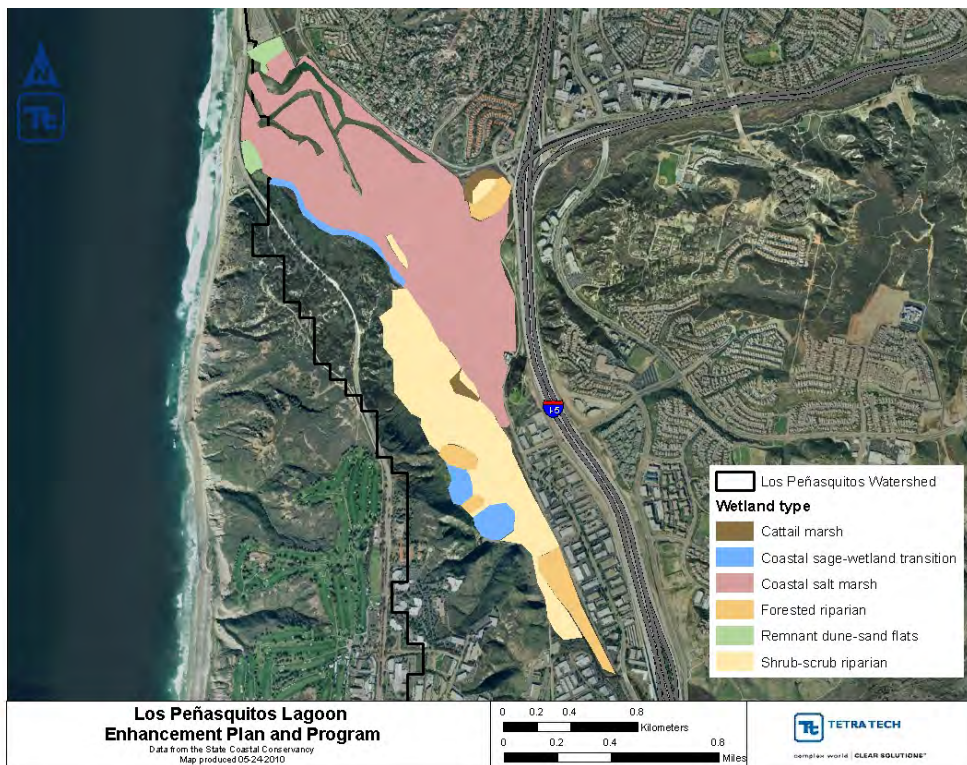 N
Tt
I-5
Los Peñasquitos Watershed
Wetland type
Cattail marsh
Coastal sage-wetland transition
Coastal salt marsh
Forested riparian
Remnant dune-sand flats
Shrub-scrub riparian
Los Peñasquitos Lagoon
Enhancement Plan and Program
Data from the State Coastal Conservancy
Map produced 05-24-2010
0 0.2 0.4 0.8
Kilometers
0 0.2 0.4 0.8
Miles
Tt TETRA TECH
complex world | CLEAR SOLUTIONS™